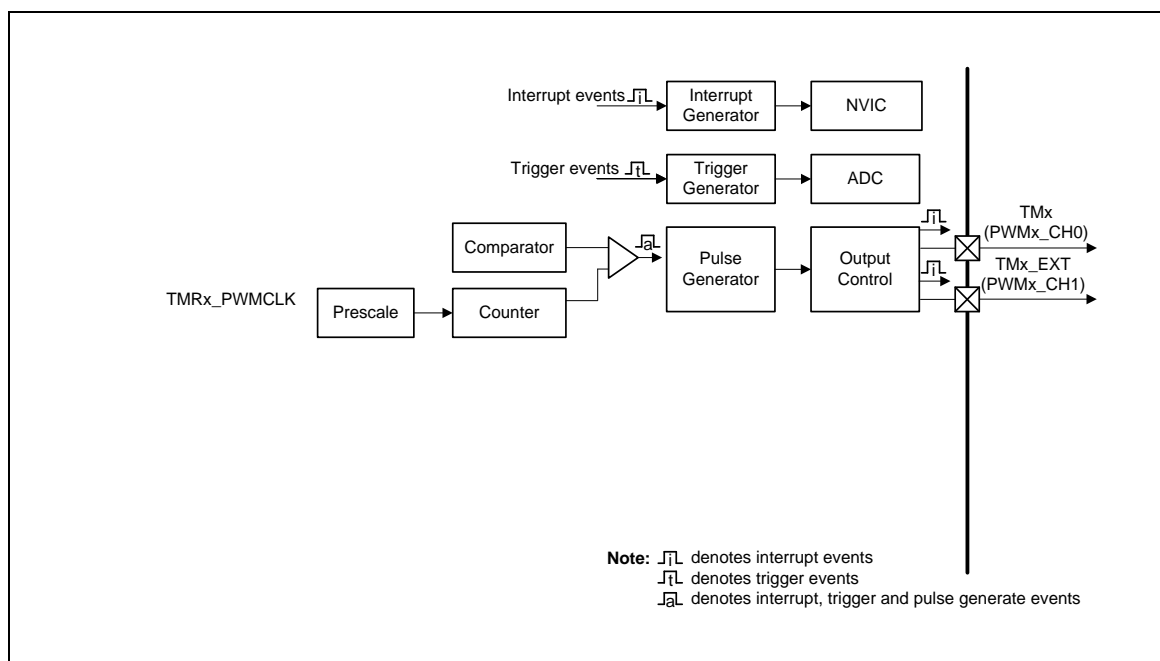 Interrupt events i
Interrupt
Generator
NVIC
Trigger events t
Trigger
Generator
ADC
Comparator
a
Pulse
Generator
Output
Control
i
i
TMx
(PWMx_CH0)
TMx_EXT
(PWMx_CH1)
TMRx_PWMCLK
Prescale
Counter
Note: i denotes interrupt events
t denotes trigger events
a denotes interrupt, trigger and pulse generate events